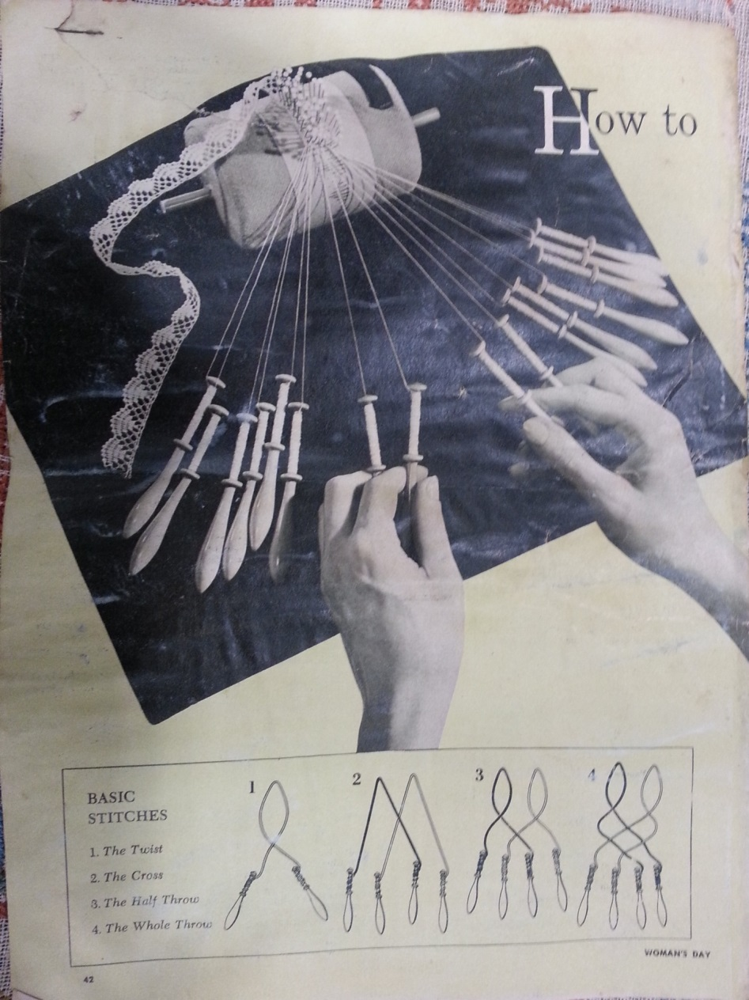 How to
BASIC
STITCHES
1. The Twist
2. The Cross
3. The Half Throw
4. The Whole Throw
1
2
3
4
WOMAN'S DAY
42